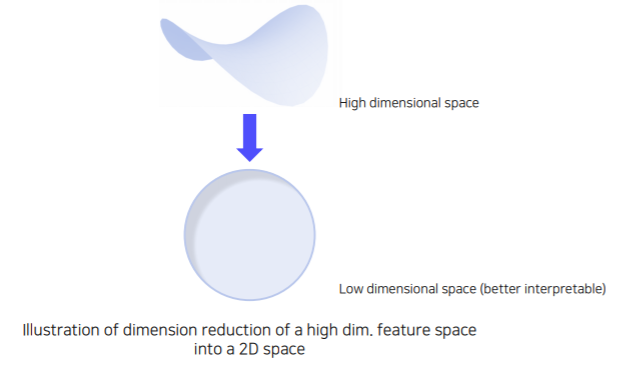 High dimensional space
Low dimensional space (better interpretable)
Illustration of dimension reduction of a high dim. feature space
into a 2D space